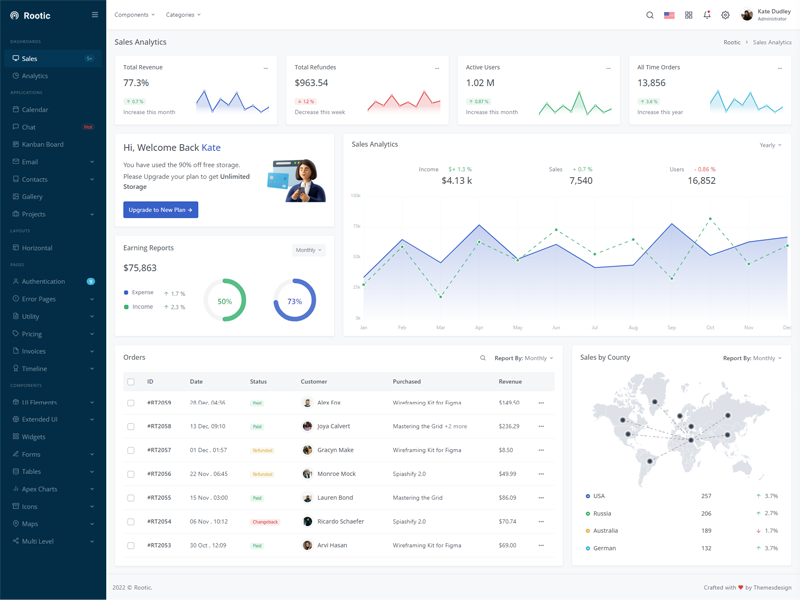 Rootic
Components
Categories
Kate Dudley
Administrator
DASHBOARDS
Sales
5+
Analytics
APPLICATIONS
Calendar
Chat
Hot
Kanban Board
Email
Contacts
Gallery
Projects
LAYOUTS
Horizontal
PAGES
Authentication
Error Pages
Utility
Pricing
Invoices
Timeline
COMPONENTS
UI Elements
Extended UI
Widgets
Forms
Tables
Apex Charts
Icons
Maps
Multi Level
Sales Analytics
Rootic > Sales Analytics
Total Revenue
77.3%
↑ 0.7 %
Increase this month
Total Refundes
$963.54
↓ 1.2 %
Decrease this week
Active Users
1.02 M
↑ 0.87 %
Increase this month
All Time Orders
13,856
↑ 3.6 %
Increase this year
Hi, Welcome Back Kate
You have used the 90% off free storage.
Please Upgrade your plan to get Unlimited
Storage
Upgrade to New Plan →
Sales Analytics
Yearly
Income $+ 1.3 %
$4.13 k
Sales + 0.7 %
7,540
Users - 0.86 %
16,852
100k
75k
50k
25k
0k
Jan Feb Mar Apr May Jun Jul Aug Sep Oct Nov Dec
Earning Reports
Monthly
$75,863
Expense ↑ 1.7 %
Income ↑ 2.3 %
50%
73%
Orders
Report By: Monthly
ID Date Status Customer Purchased Revenue
#RT2059 28 Dec, 04:36 Paid Alex Fox Wireframing Kit for Figma $149.50
#RT2058 13 Dec, 09:10 Paid Joya Calvert Mastering the Grid +2 more $236.29
#RT2057 01 Dec. , 01:57 Refunded Gracyn Make Wireframing Kit for Figma $8.50
#RT2056 22 Nov , 06:45 Refunded Monroe Mock Spiashify 2.0 $49.99
#RT2055 15 Nov, 03:00 Paid Lauren Bond Mastering the Grid $86.09
#RT2054 06 Nov , 10:12 Chargeback Ricardo Schaefer Spiashify 2.0 $70.74
#RT2053 30 Oct , 12:09 Paid Arvi Hasan Wireframing Kit for Figma $69.00
Sales by County
Report By: Monthly
USA 257 ↑ 3.7%
Russia 206 ↑ 2.7%
Australia 189 ↓ 1.7%
German 132 ↑ 3.7%
2022 © Rootic.
Crafted with ♥ by Themesdesign